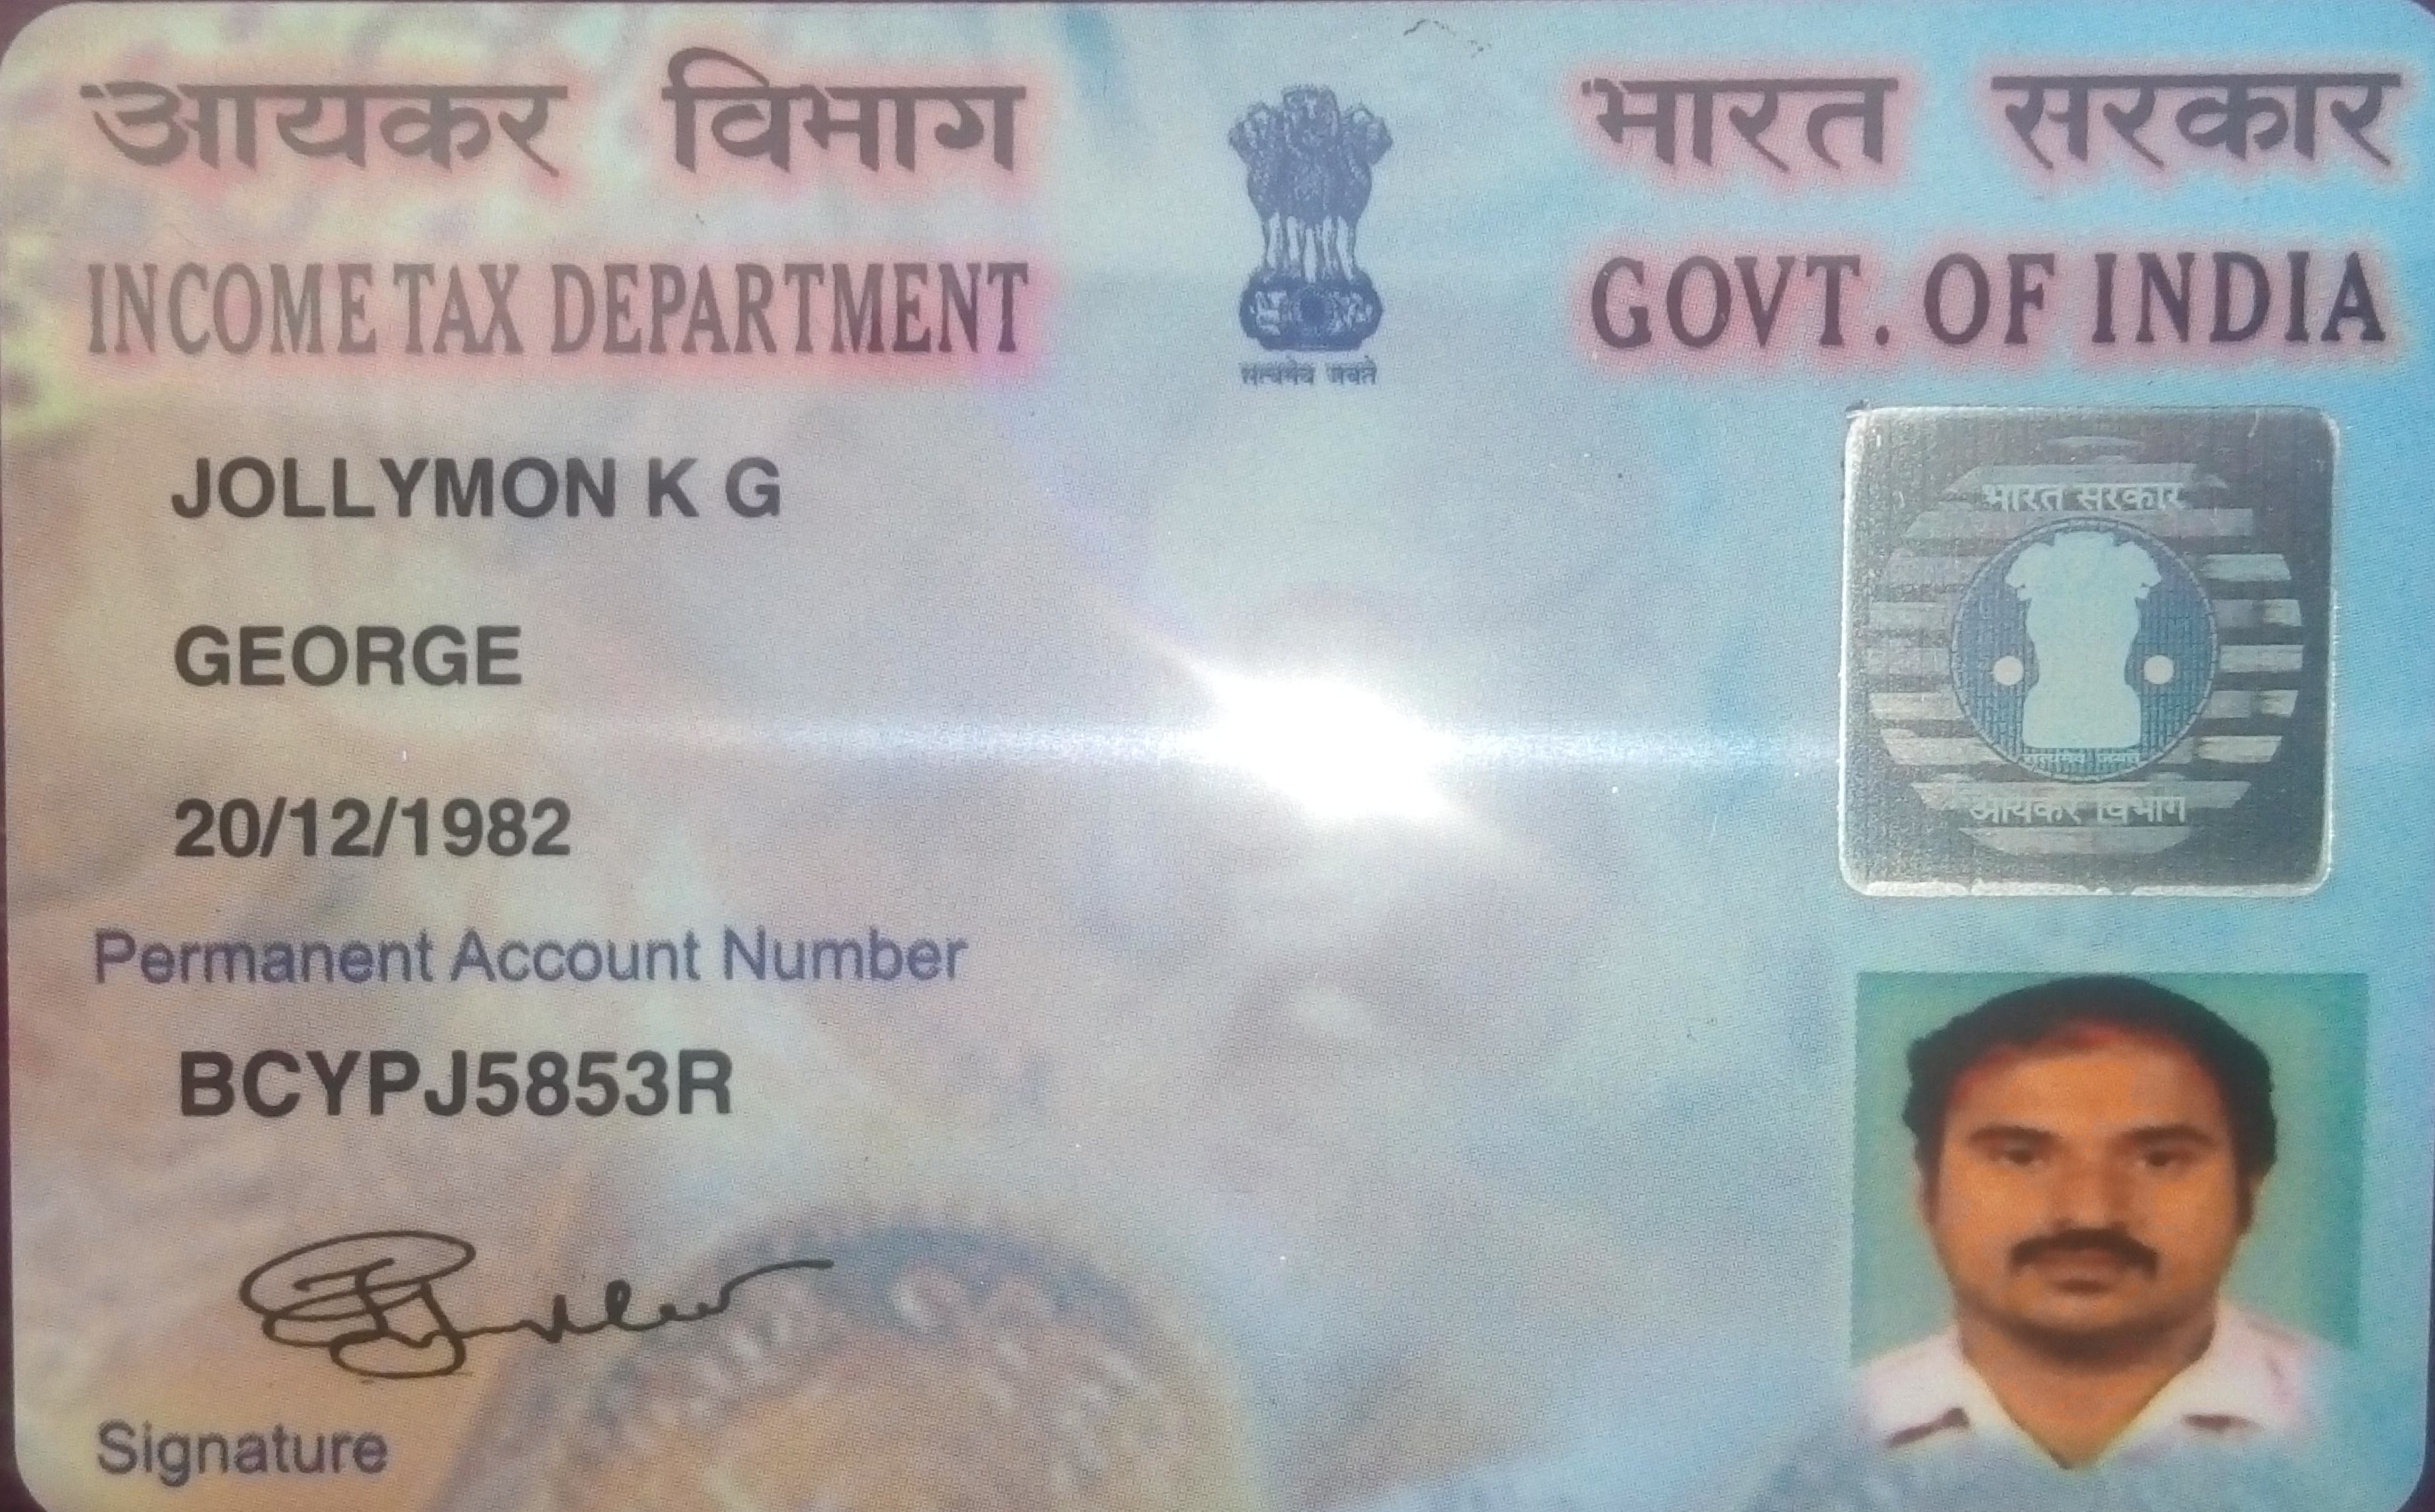 आयकर विभाग
भारत सरकार
INCOME TAX DEPARTMENT
GOVT. OF INDIA
सत्यमेव जयते
JOLLYMON K G
भारत सरकार
GEORGE
सत्यमेव जयते
आयकर विभाग
20/12/1982
Permanent Account Number
BCYPJ5853R
Signature